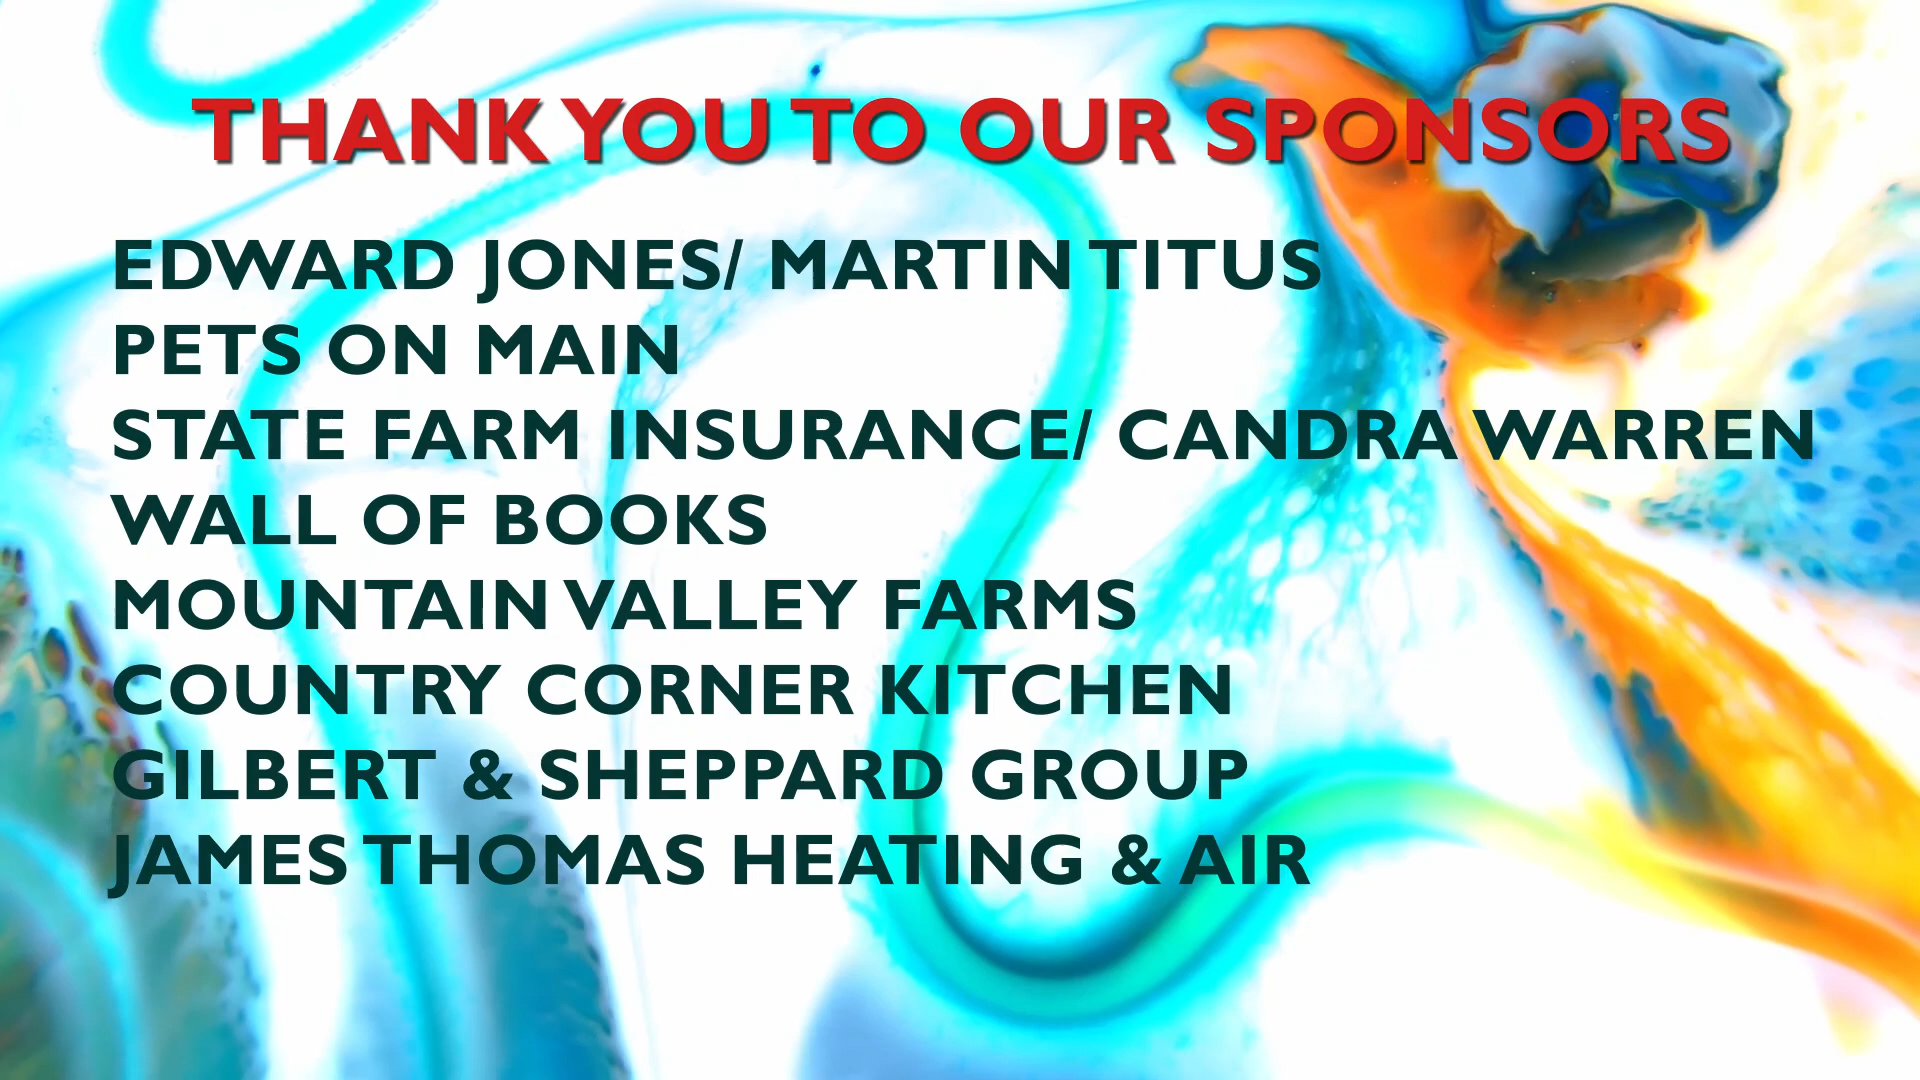 THANK YOU TO OUR SPONSORS
EDWARD JONES/ MARTIN TITUS
PETS ON MAIN
STATE FARM INSURANCE/ CANDRA WARREN
WALL OF BOOKS
MOUNTAIN VALLEY FARMS
COUNTRY CORNER KITCHEN
GILBERT & SHEPPARD GROUP
JAMES THOMAS HEATING & AIR